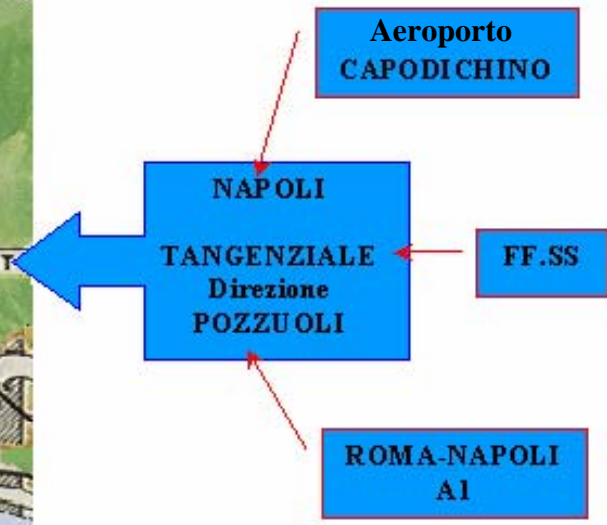 Aeroporto
CAPODICHINO
NAPOLI
TANGENZIALE
Direzione
POZZUOLI
FF.SS
ROMA-NAPOLI
A1